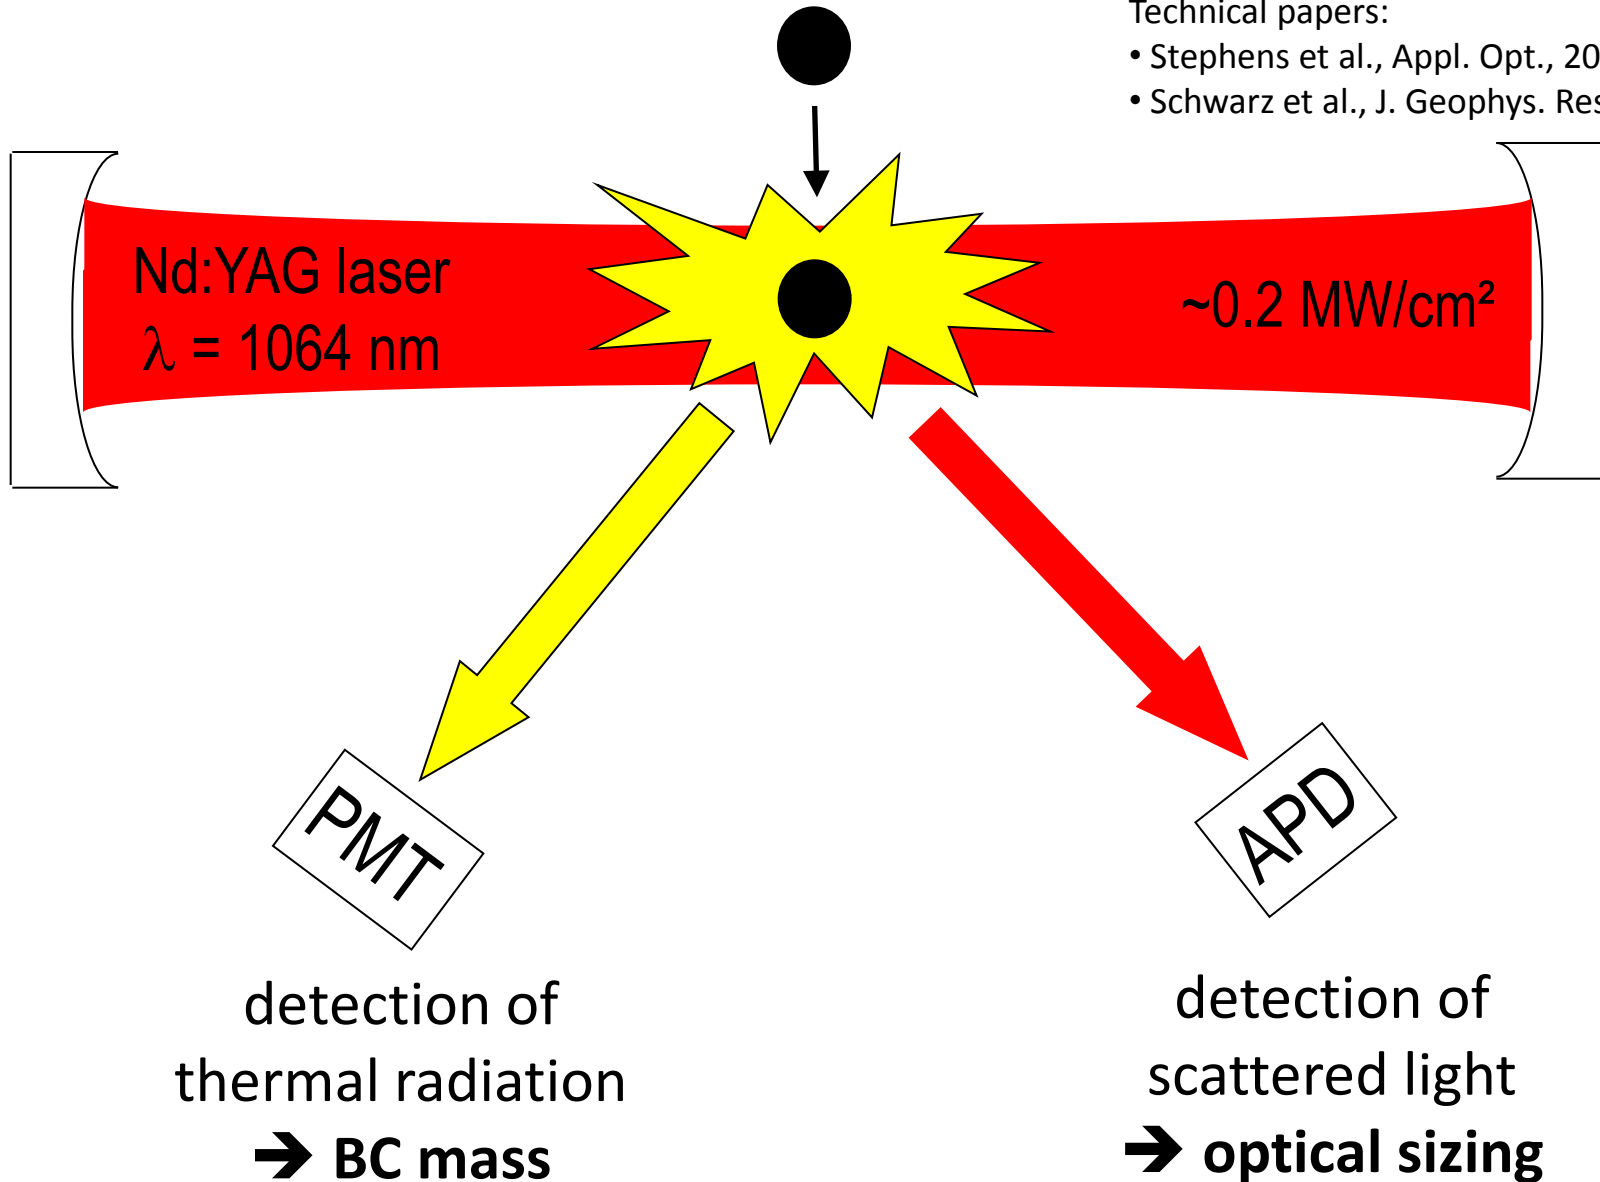 Technical papers:
• Stephens et al., Appl. Opt., 20
• Schwarz et al., J. Geophys. Res
Nd:YAG laser
λ = 1064 nm
~0.2 MW/cm²
PMT
APD
detection of
thermal radiation
➔ BC mass
detection of
scattered light
➔ optical sizing